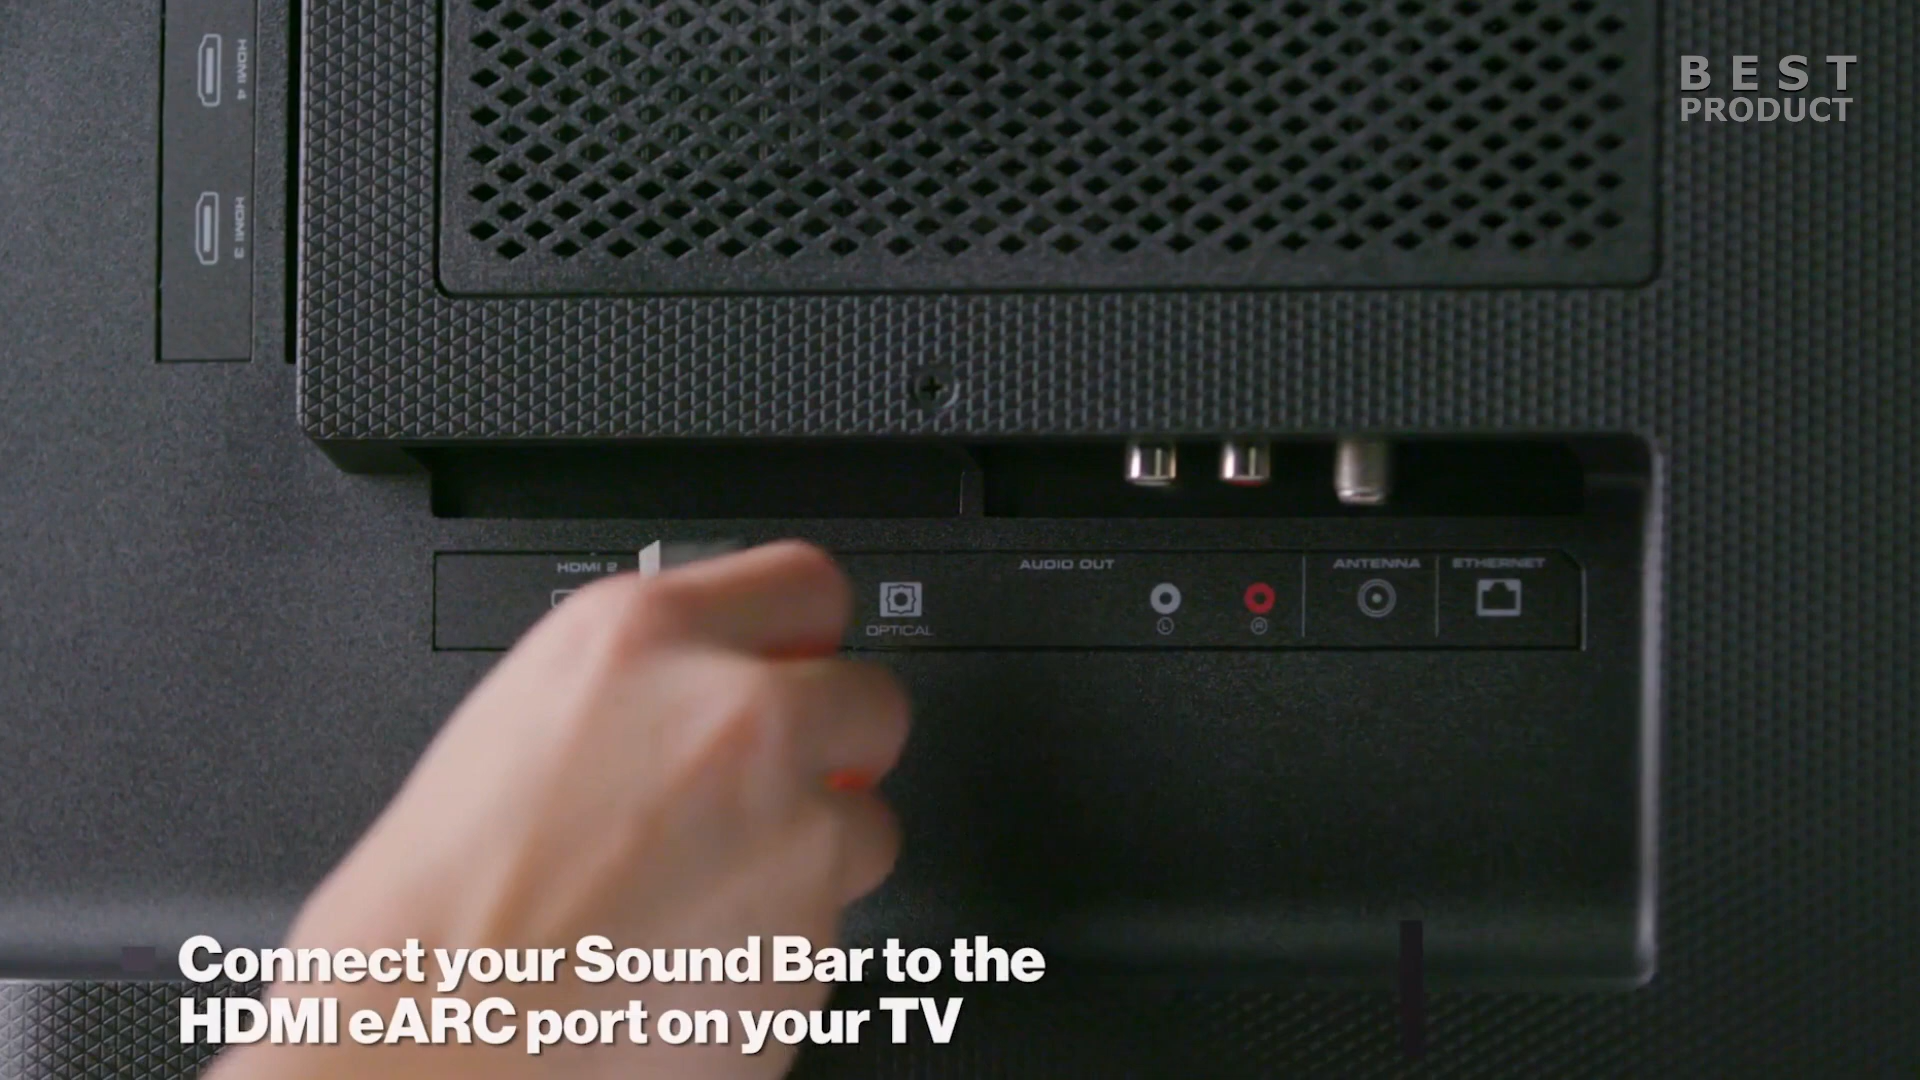 HDMI 4
BEST
PRODUCT
HDMI 3
HDMI 2
AUDIO OUT
ANTENNA
ETHERNET
OPTICAL
L
R
Connect your Sound Bar to the
HDMI eARC port on your TV